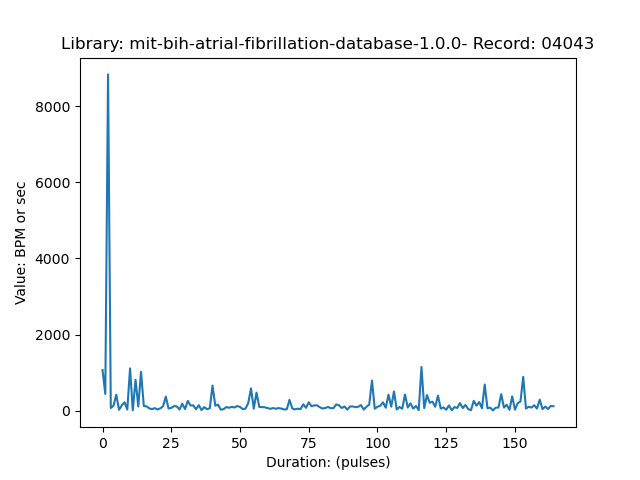 Library: mit-bih-atrial-fibrillation-database-1.0.0- Record: 04043
8000
6000
4000
2000
0
Value: BPM or sec
0 25 50 75 100 125 150
Duration: (pulses)